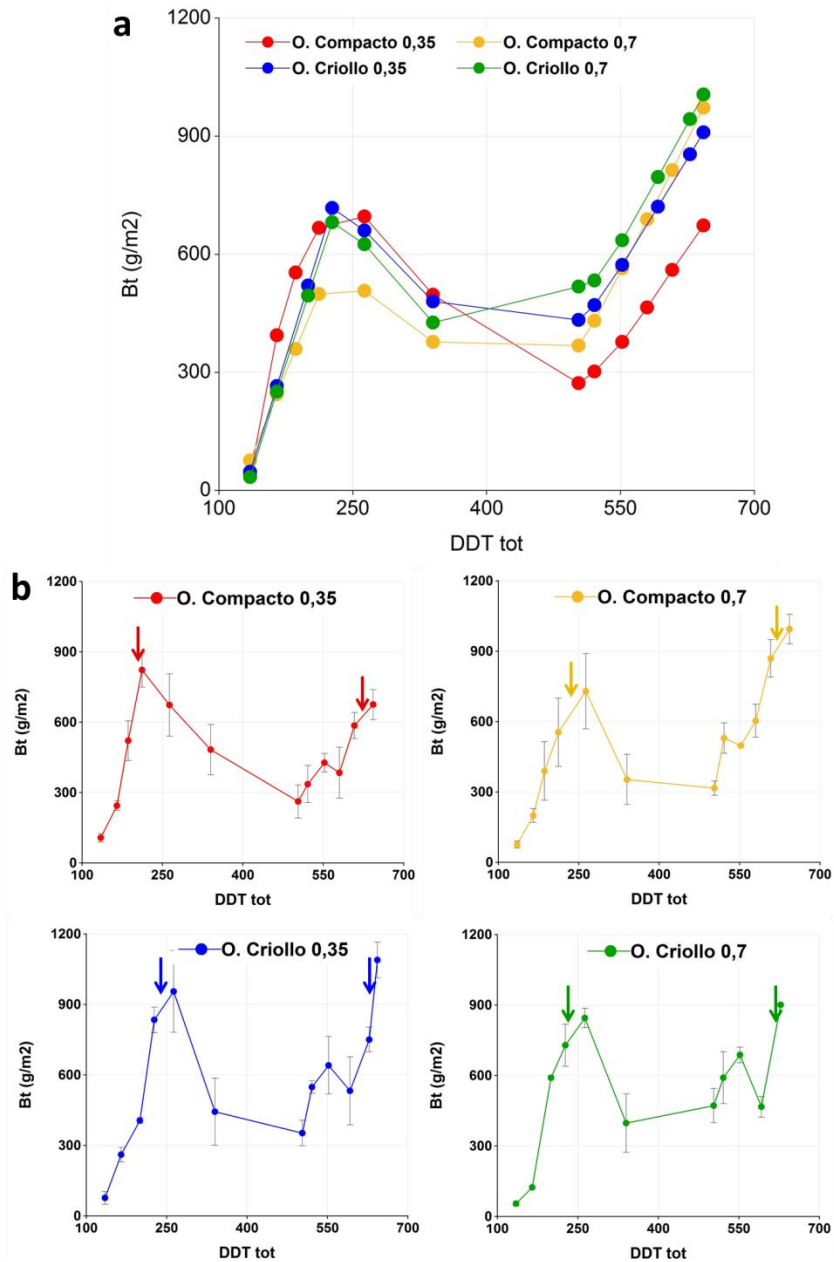 a
1200
900
600
300
0
Bt (g/m2)
O. Compacto 0,35
O. Compacto 0,7
O. Criollo 0,35
O. Criollo 0,7
100 250 400 550 700
DDT tot
b
1200
900
600
300
0
Bt (g/m2)
O. Compacto 0,35
100 250 400 550 700
DDT tot
1200
900
600
300
0
Bt (g/m2)
O. Compacto 0,7
100 250 400 550 700
DDT tot
1200
900
600
300
0
Bt (g/m2)
O. Criollo 0,35
100 250 400 550 700
DDT tot
1200
900
600
300
0
Bt (g/m2)
O. Criollo 0,7
100 250 400 550 700
DDT tot